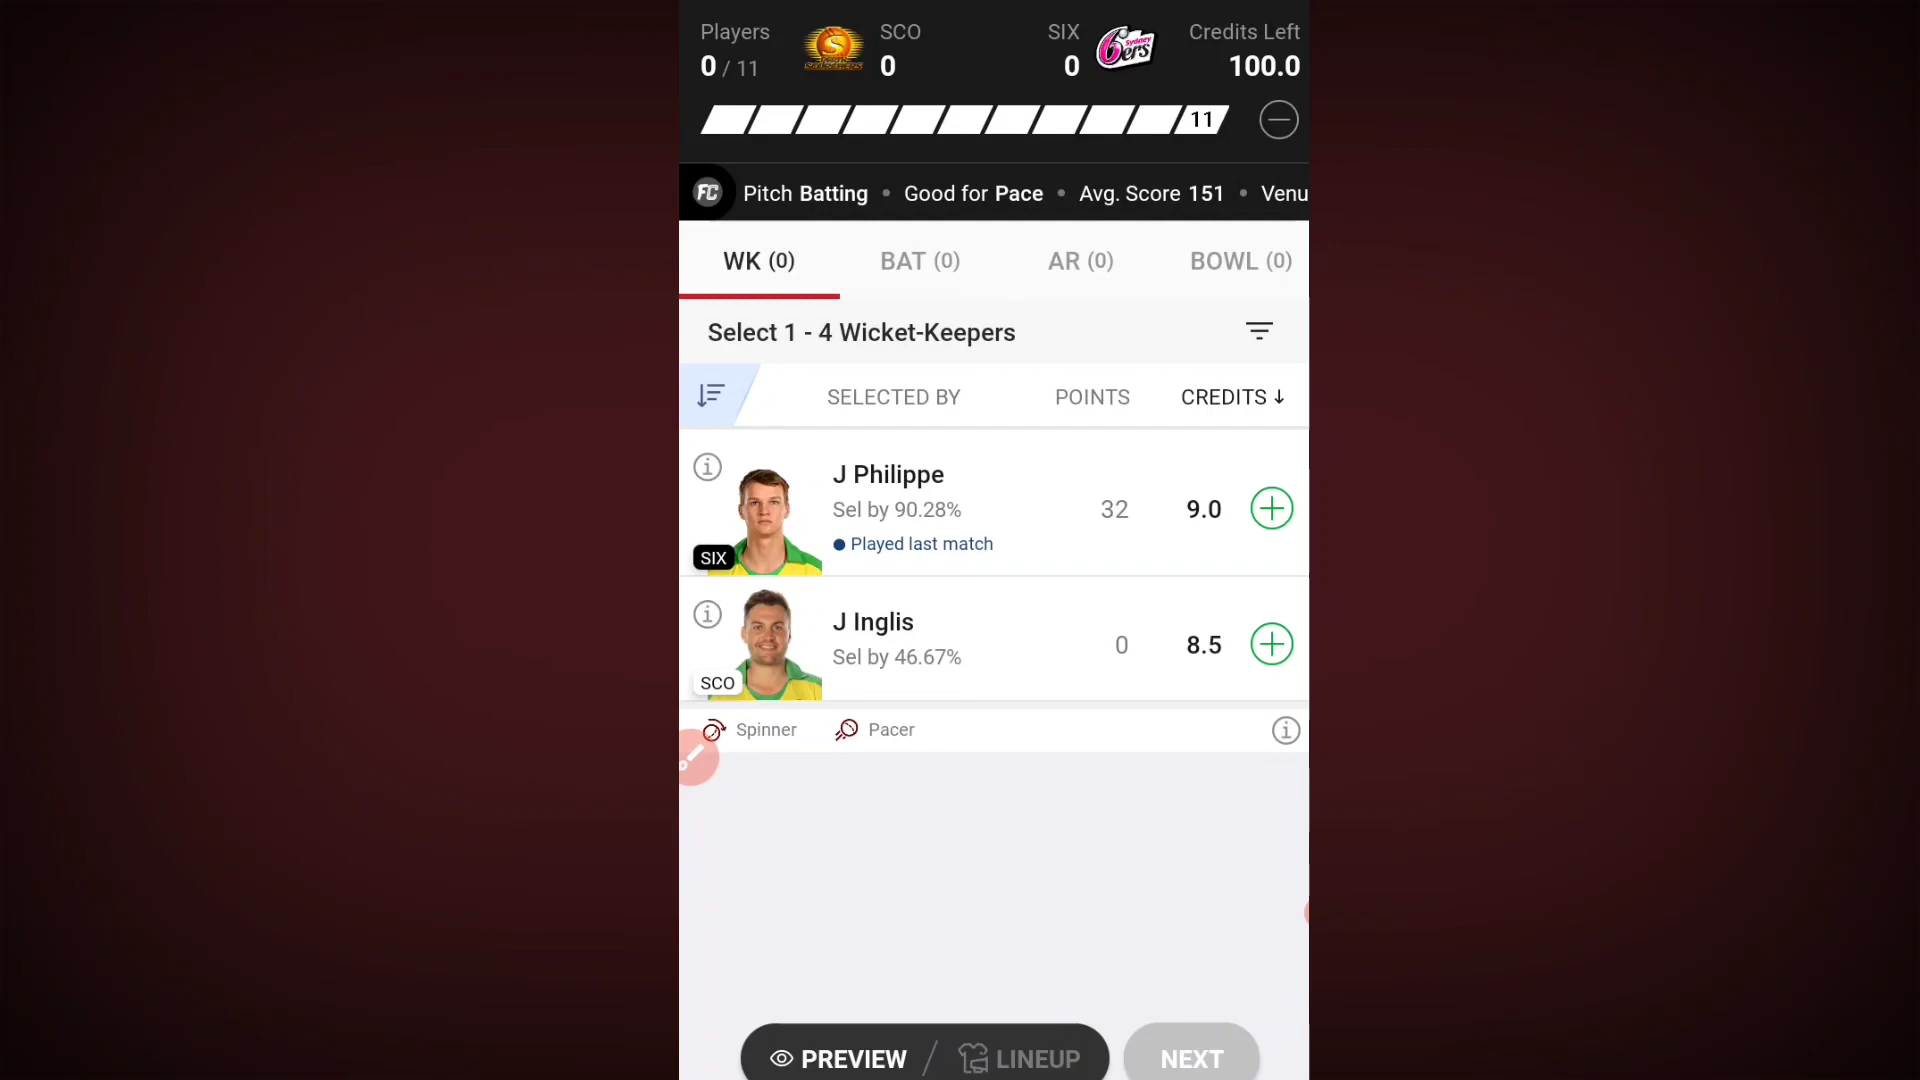 Players
0 / 11
SCO
0
SIX
0
Sydney
6ers
Credits Left
100.0
11
FC Pitch Batting • Good for Pace • Avg. Score 151 • Venu
WK (0)
BAT (0)
AR (0)
BOWL (0)
Select 1 - 4 Wicket-Keepers
SELECTED BY
POINTS
CREDITS ↓
J Philippe
Sel by 90.28%
32
9.0
Played last match
SIX
J Inglis
Sel by 46.67%
0
8.5
SCO
Spinner
Pacer
PREVIEW
LINEUP
NEXT